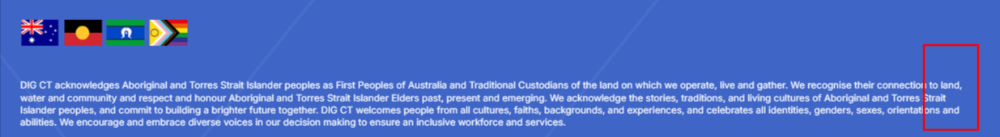 DIG CT acknowledges Aboriginal and Torres Strait Islander peoples as First Peoples of Australia and Traditional Custodians of the land on which we operate, live and gather. We recognise their connection to land,
water and community and respect and honour Aboriginal and Torres Strait Islander Elders past, present and emerging. We acknowledge the stories, traditions, and living cultures of Aboriginal and Torres Strait
Islander peoples, and commit to building a brighter future together. DIG CT welcomes people from all cultures, faiths, backgrounds, and experiences, and celebrates all identities, genders, sexes, orientations and
abilities. We encourage and embrace diverse voices in our decision making to ensure an inclusive workforce and services.